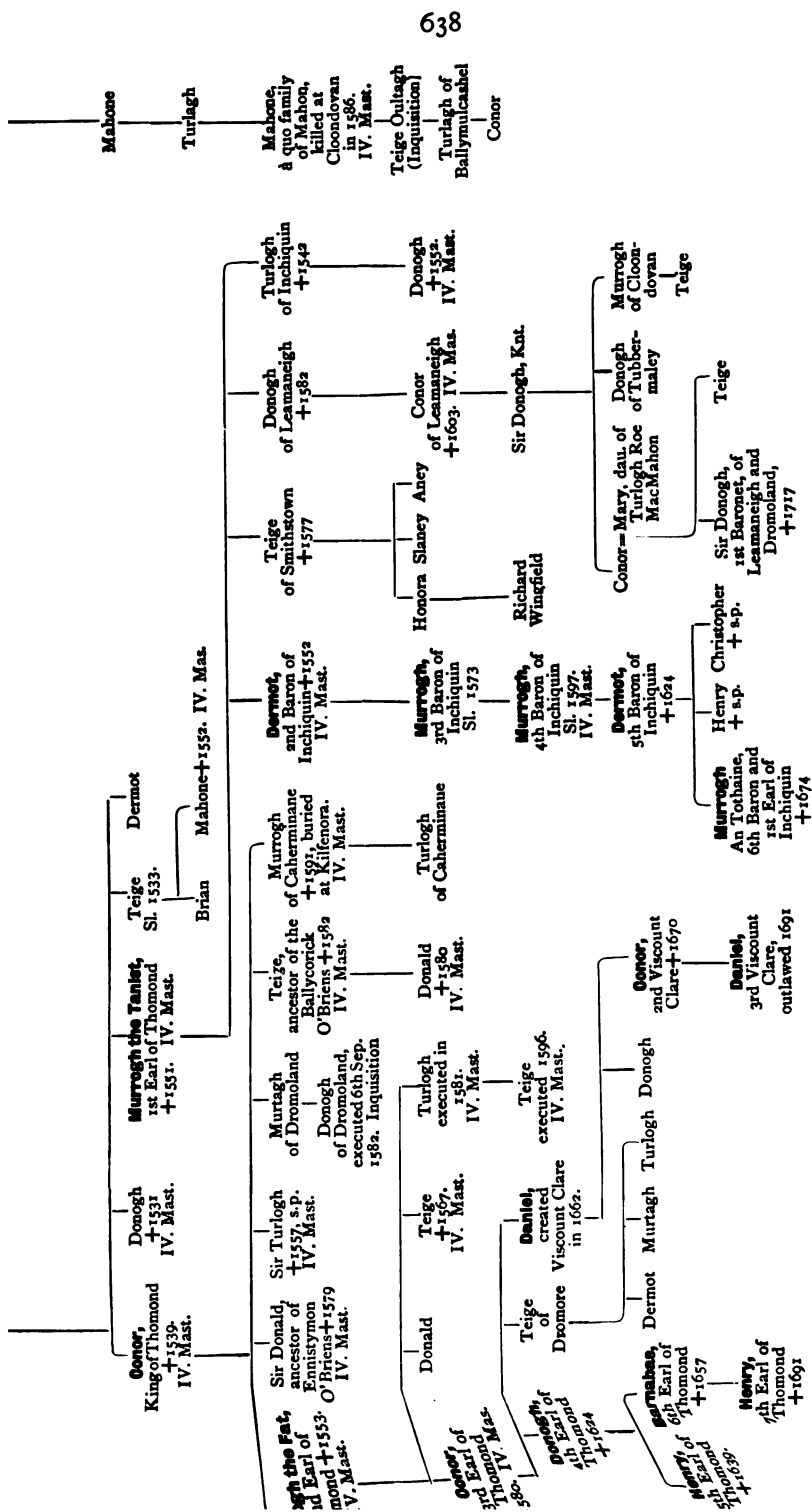 638
Mahone
Turlagh
Mahone,
à quo family
of Mahon,
killed at
Cloondovan
in 1586.
IV. Mast.
Teige Oultagh
(Inquisition)
Turlagh of
Ballymulcashel
Conor
Conor,
King of Thomond
+1539.
IV. Mast.
Donogh
+1531
IV. Mast.
Murrogh the Tanist,
1st Earl of Thomond
+1551. IV. Mast.
Teige
Sl. 1533.
Dermot
Brian
Mahone+1552. IV. Mas.
the Fat,
Earl of
+1553.
Mast.
Sir Donald,
ancestor of
Ennistymon
O'Briens+1579
IV. Mast.
Sir Turlogh
+1557, s.p.
IV. Mast.
Murtagh
of Dromoland
Donogh
of Dromoland,
executed 6th Sep.
1582. Inquisition
Teige,
ancestor of the
Ballycorick
O'Briens +1582
IV. Mast.
Donald
+1580
IV. Mast.
Murrogh
of Caherminane
+1591, buried
at Kilfenora.
IV. Mast.
Turlogh
of Caherminaue
Dermot,
2nd Baron of
Inchiquin+1552
IV. Mast.
Murrogh,
3rd Baron of
Inchiquin
Sl. 1573
Murrogh,
4th Baron of
Inchiquin
Sl. 1597.
IV. Mast.
Dermot,
5th Baron of
Inchiquin
+1624
Murrogh
An Tothaine,
6th Baron and
1st Earl of
Inchiquin
+1674
Henry
+ s.p.
Christopher
+ s.p.
Teige
of Smithstown
+1577
Honora Slaney Aney
Richard
Wingfield
Donogh
of Leamaneigh
+1582
Conor
of Leamaneigh
+1603. IV. Mas.
Sir Donogh, Knt.
Conor=Mary, dau. of
Turlogh Roe
MacMahon
Donogh
of Tubber-
maley
Murrogh
of Cloon-
dovan
Teige
Sir Donogh,
1st Baronet, of
Leamaneigh and
Dromoland,
+1717
Teige
Turlogh
of Inchiquin
+1542
Donogh
+1552.
IV. Mast.
Conor,
3rd Earl of
Thomond
IV. Mas.
580.
Donald
Teige
+1567.
IV. Mast.
Turlogh
executed in
1581.
IV. Mast.
Teige
executed 1596.
IV. Mast.
Donogh,
4th Earl of
Thomond
+1624
Teige
of
Dromore
Daniel,
created
Viscount Clare
in 1662.
Henry,
5th Earl of
Thomond
+1639.
Barnabas,
6th Earl of
Thomond
+1657
Henry,
7th Earl of
Thomond
+1691
Dermot Murtagh Turlogh Donogh
Conor,
2nd Viscount
Clare+1670
Daniel,
3rd Viscount
Clare,
outlawed 1691